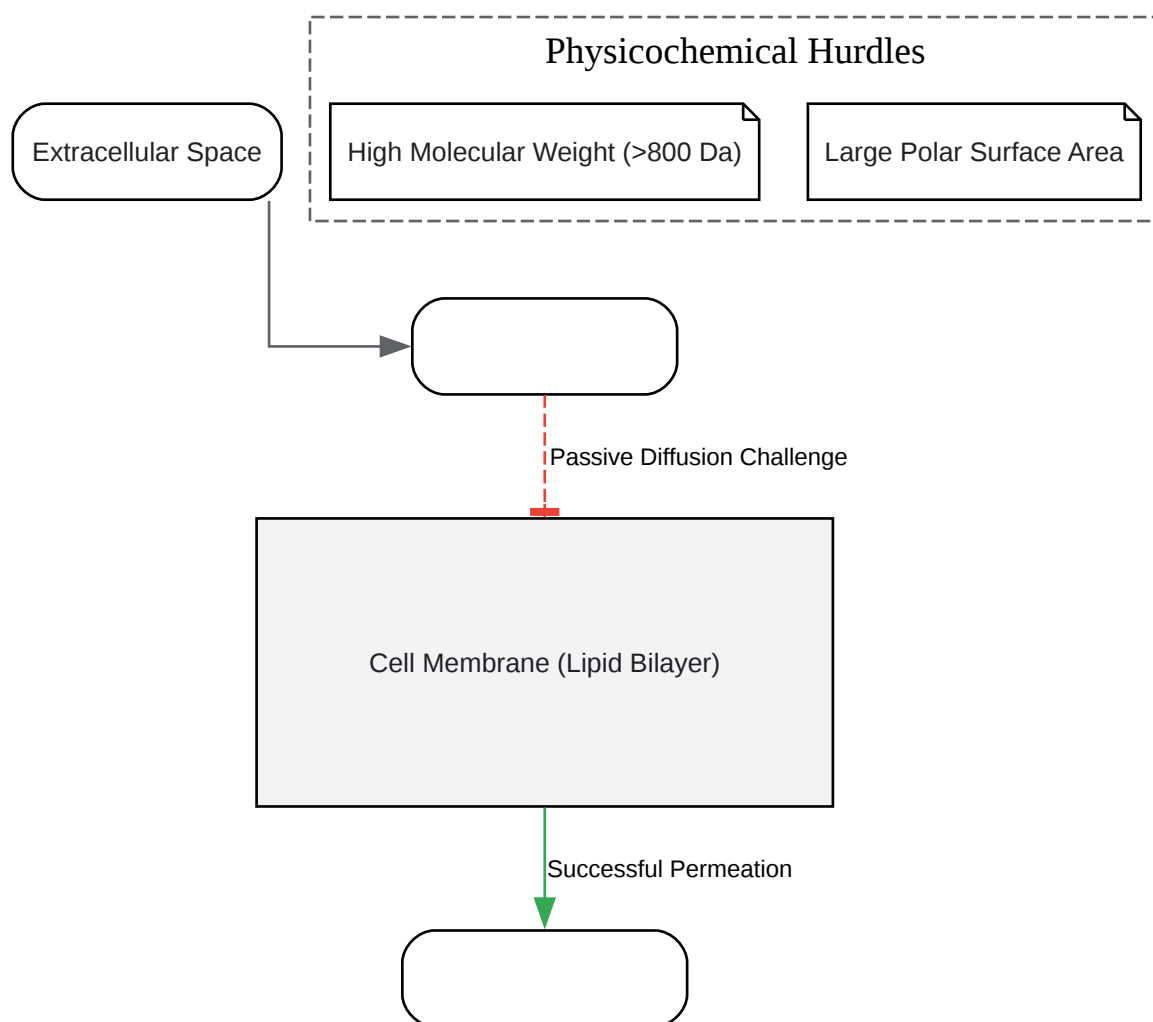 Physicochemical Hurdles
Extracellular Space
High Molecular Weight (>800 Da)
Large Polar Surface Area
Passive Diffusion Challenge
Cell Membrane (Lipid Bilayer)
Successful Permeation